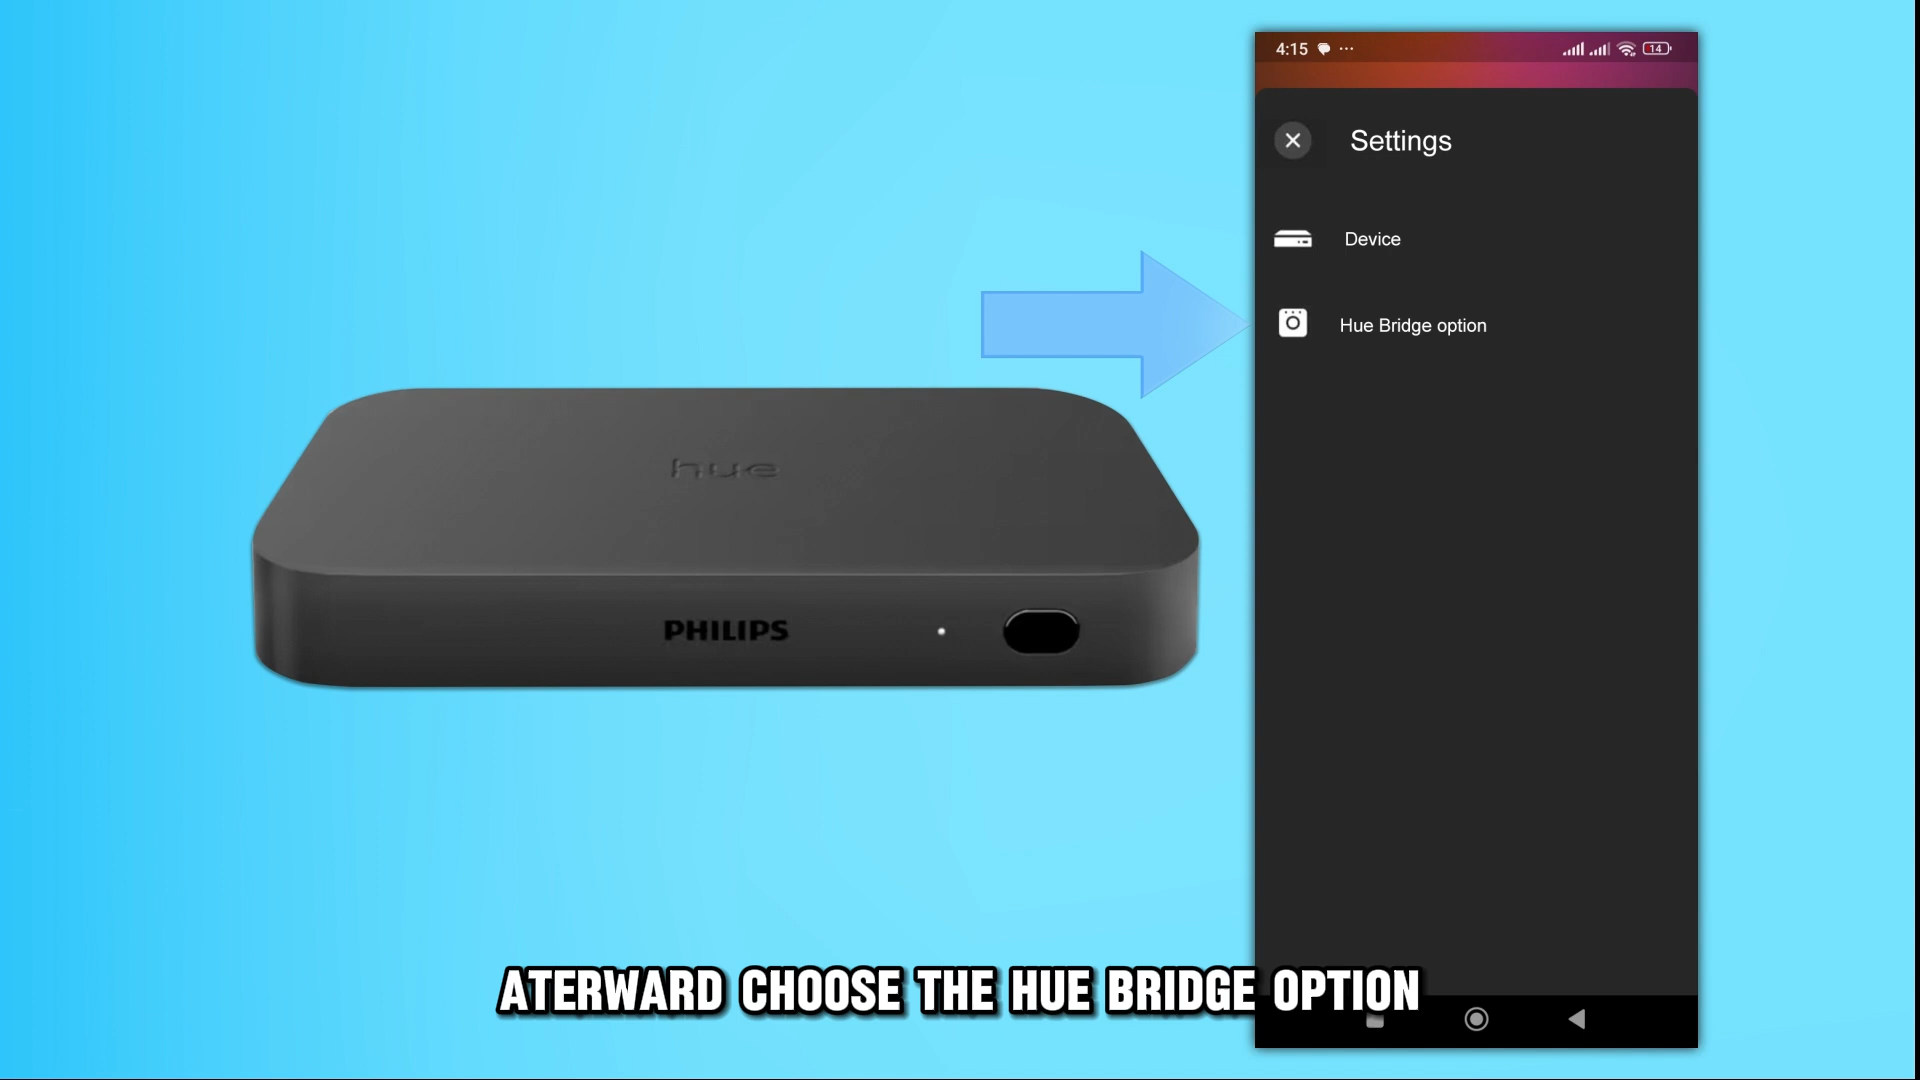 4:15
14
Settings
Device
Hue Bridge option
hue
PHILIPS
ATERWARD CHOOSE THE HUE BRIDGE OPTION